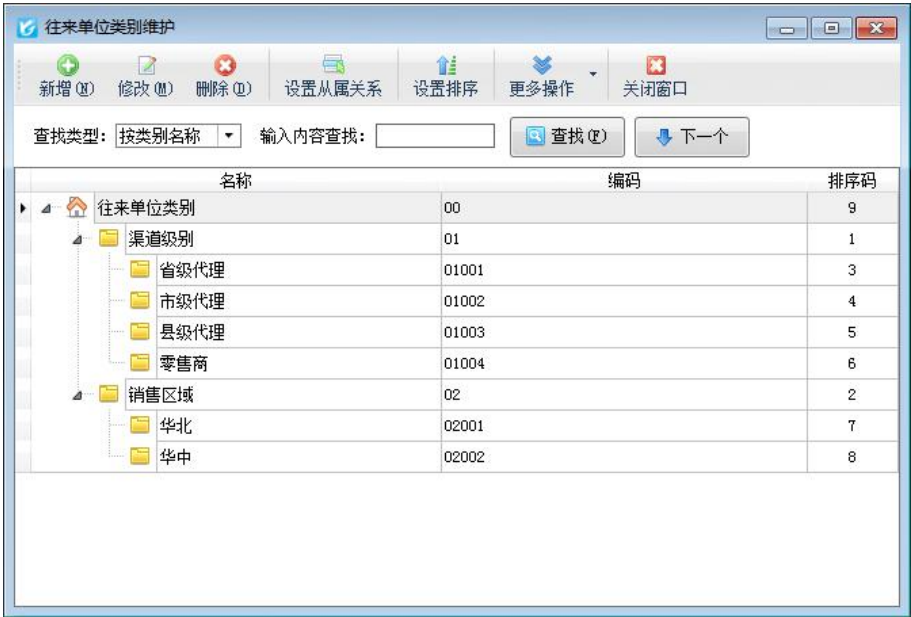 往来单位类别维护
新增(N) 修改(M) 删除(D) 设置从属关系 设置排序 更多操作 关闭窗口
查找类型: 按类别名称 输入内容查找: 查找(F) 下一个
名称 编码 排序码
往来单位类别 00 9
渠道级别 01 1
省级代理 01001 3
市级代理 01002 4
县级代理 01003 5
零售商 01004 6
销售区域 02 2
华北 02001 7
华中 02002 8